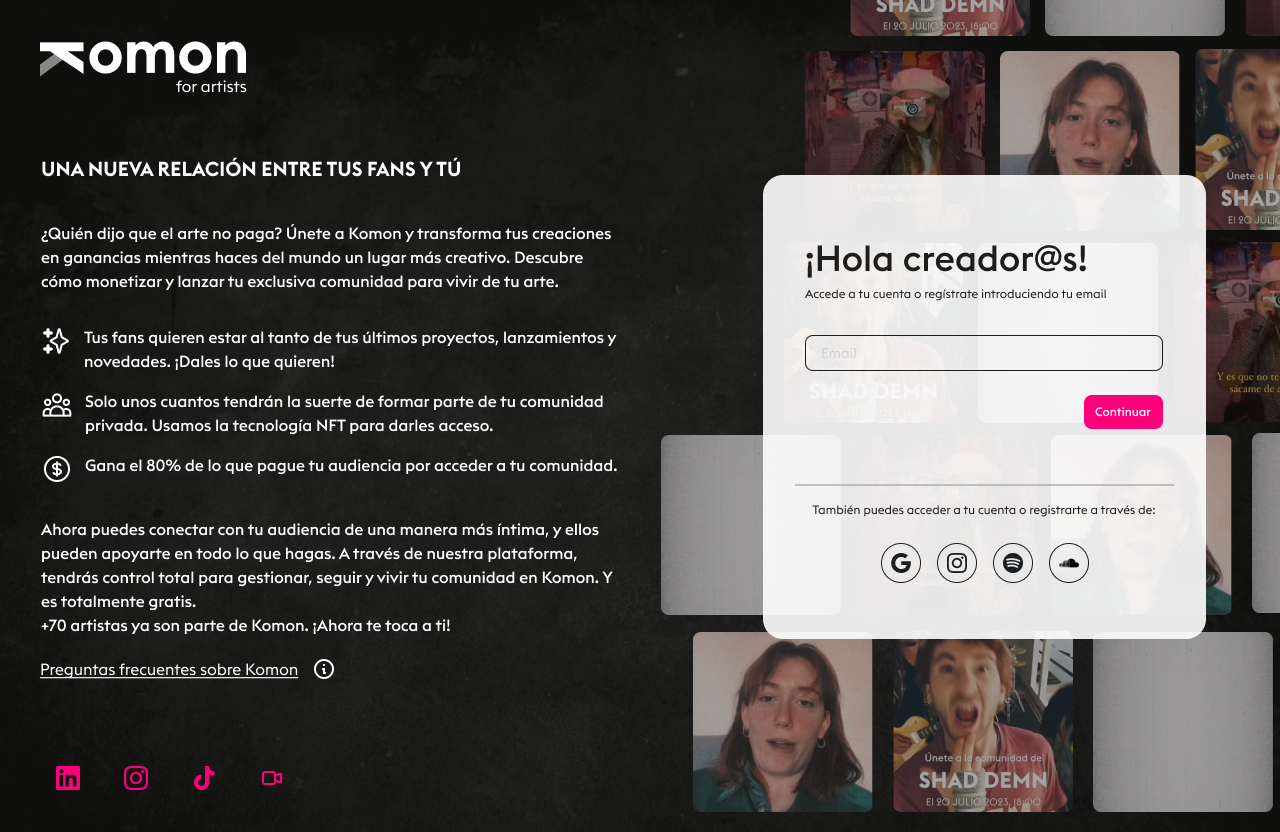 SHAD DEMN
El 20 JULIO 2023, 18:00
Komon
for artists
UNA NUEVA RELACIÓN ENTRE TUS FANS Y TÚ
¿Quién dijo que el arte no paga? Únete a Komon y transforma tus creaciones
en ganancias mientras haces del mundo un lugar más creativo. Descubre
cómo monetizar y lanzar tu exclusiva comunidad para vivir de tu arte.
Tus fans quieren estar al tanto de tus últimos proyectos, lanzamientos y
novedades. ¡Dales lo que quieren!
Solo unos cuantos tendrán la suerte de formar parte de tu comunidad
privada. Usamos la tecnología NFT para darles acceso.
Gana el 80% de lo que pague tu audiencia por acceder a tu comunidad.
Ahora puedes conectar con tu audiencia de una manera más íntima, y ellos
pueden apoyarte en todo lo que hagas. A través de nuestra plataforma,
tendrás control total para gestionar, seguir y vivir tu comunidad en Komon. Y
es totalmente gratis.
+70 artistas ya son parte de Komon. ¡Ahora te toca a ti!
Preguntas frecuentes sobre Komon
Únete a la
SHAD
El 20 JULIO
¡Hola creador@s!
Accede a tu cuenta o regístrate introduciendo tu email
Email
SHAD DEMN
Continuar
Y es que no te
sácame de
También puedes acceder a tu cuenta o registrarte a través de:
Únete a la comunidad de
SHAD DEMN
El 20 JULIO 2023, 18:00